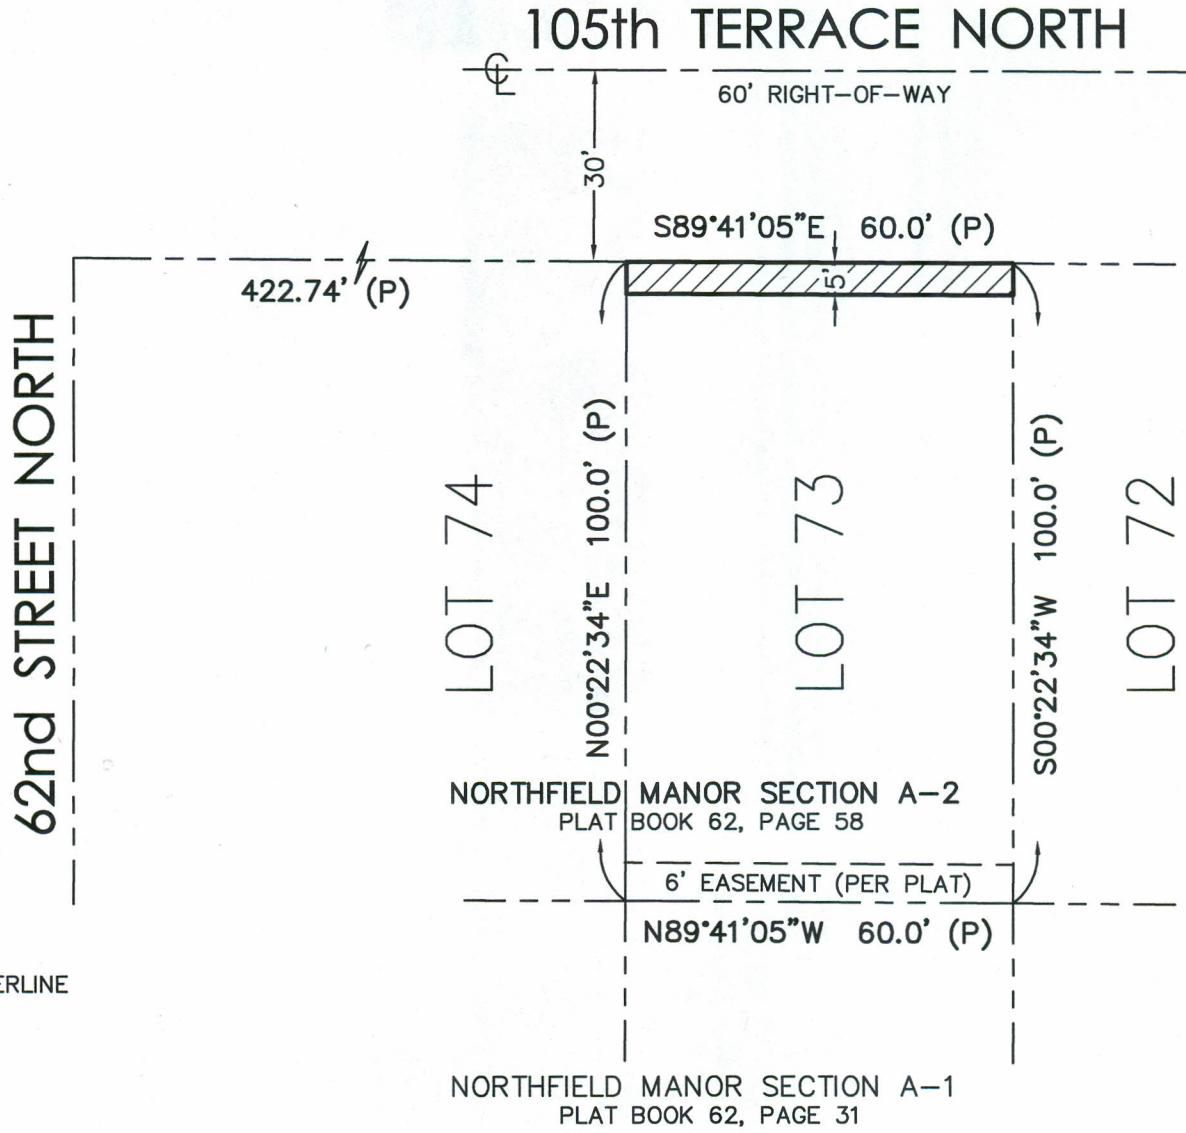 105th TERRACE NORTH
℄
60' RIGHT-OF-WAY
30'
S89°41'05"E 60.0' (P)
5'
422.74' (P)
62nd STREET NORTH
LOT 74
N00°22'34"E 100.0' (P)
LOT 73
S00°22'34"W 100.0' (P)
LOT 72
NORTHFIELD MANOR SECTION A-2
PLAT BOOK 62, PAGE 58
6' EASEMENT (PER PLAT)
N89°41'05"W 60.0' (P)
ERLINE
NORTHFIELD MANOR SECTION A-1
PLAT BOOK 62, PAGE 31